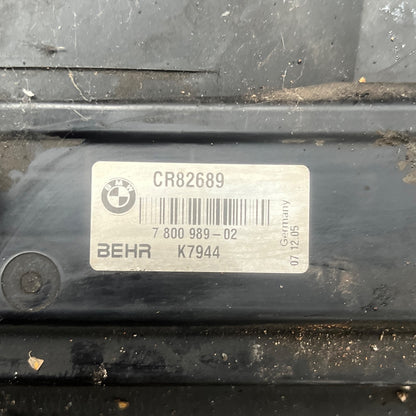 BMW
CR82689
7 800 989-02
BEHR K7944
Germany
07.12.05